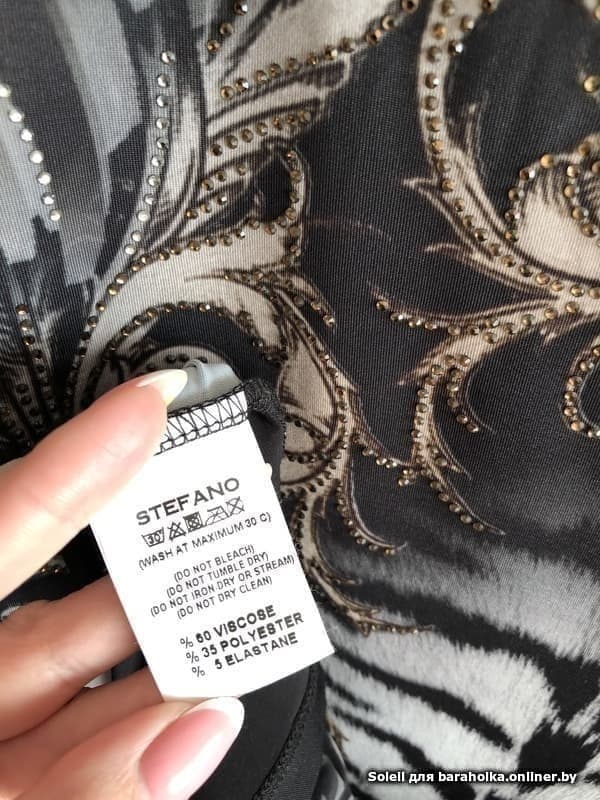 STEFANO
30
(WASH AT MAXIMUM 30 C)
(DO NOT BLEACH)
(DO NOT TUMBLE DRY)
(DO NOT IRON DRY OR STREAM)
(DO NOT DRY CLEAN)
% 60 VISCOSE
% 35 POLYESTER
% 5 ELASTANE
Soleil для baraholka.onliner.by